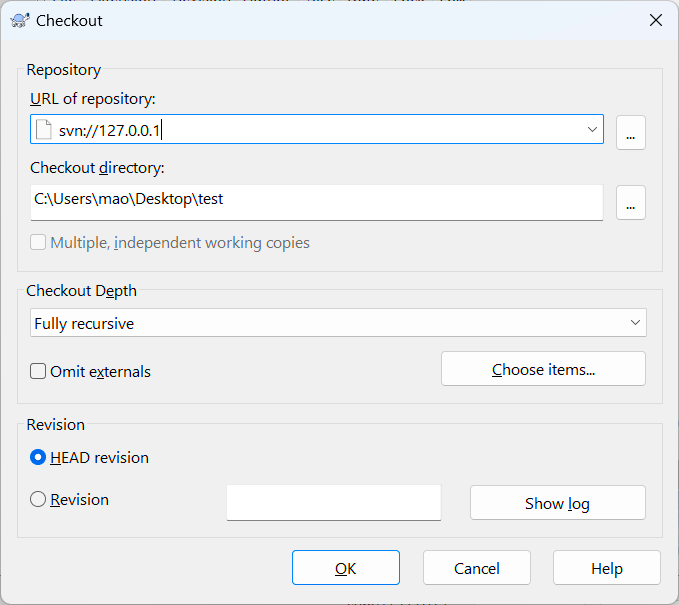 Checkout
Repository
URL of repository:
svn://127.0.0.1
...
Checkout directory:
C:\Users\mao\Desktop\test
...
Multiple, independent working copies
Checkout Depth
Fully recursive
Omit externals
Choose items...
Revision
HEAD revision
Revision
Show log
OK
Cancel
Help